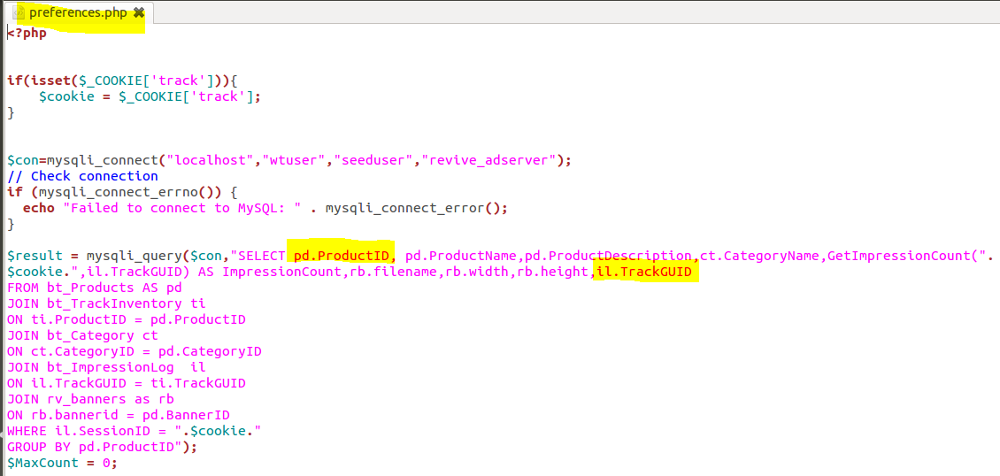 preferences.php
<?php
if(isset($_COOKIE['track'])){
    $cookie = $_COOKIE['track'];
}
$con=mysqli_connect("localhost","wtuser","seeduser","revive_adserver");
// Check connection
if (mysqli_connect_errno()) {
  echo "Failed to connect to MySQL: " . mysqli_connect_error();
}
$result = mysqli_query($con,"SELECT pd.ProductID, pd.ProductName,pd.ProductDescription,ct.CategoryName,GetImpressionCount(".
$cookie.",il.TrackGUID) AS ImpressionCount,rb.filename,rb.width,rb.height,il.TrackGUID
FROM bt_Products AS pd
JOIN bt_TrackInventory ti
ON ti.ProductID = pd.ProductID
JOIN bt_Category ct
ON ct.CategoryID = pd.CategoryID
JOIN bt_ImpressionLog  il
ON il.TrackGUID = ti.TrackGUID
JOIN rv_banners as rb
ON rb.bannerid = pd.BannerID
WHERE il.SessionID = ".$cookie."
GROUP BY pd.ProductID");
$MaxCount = 0;